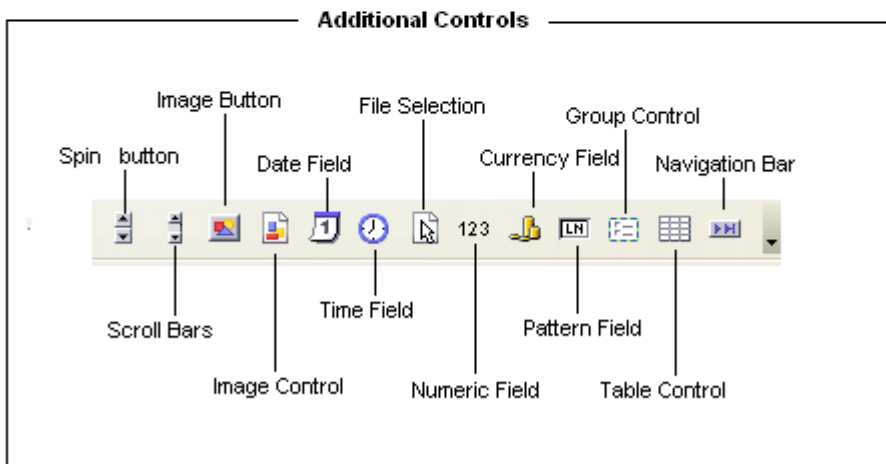 Additional Controls
Image Button
File Selection
Group Control
Spin button
Date Field
Currency Field
Navigation Bar
1
123
LN
Time Field
Scroll Bars
Pattern Field
Image Control
Numeric Field
Table Control